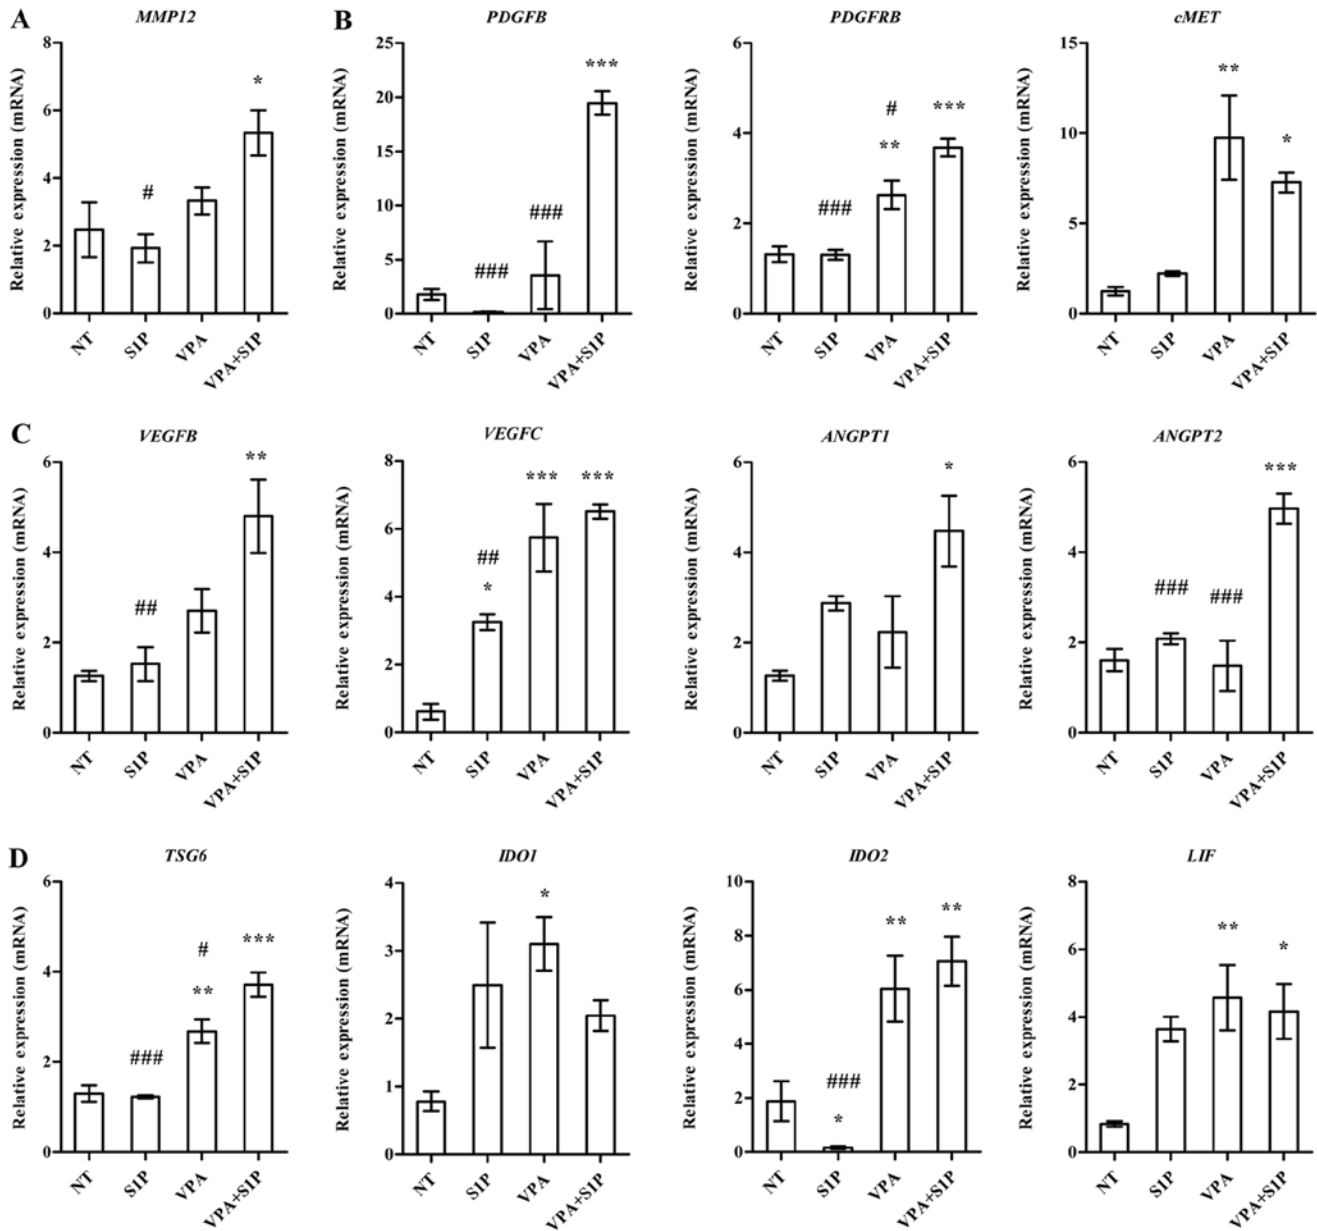 A
MMP12
Relative expression (mRNA)
8
6
4
2
0
#
*
NT
S1P
VPA
VPA+S1P
B
PDGFB
Relative expression (mRNA)
25
20
15
10
5
0
###
###
***
NT
S1P
VPA
VPA+S1P
PDGFRB
Relative expression (mRNA)
6
4
2
0
###
#
**
***
NT
S1P
VPA
VPA+S1P
cMET
Relative expression (mRNA)
15
10
5
0
**
*
NT
S1P
VPA
VPA+S1P
C
VEGFB
Relative expression (mRNA)
6
4
2
0
##
**
NT
S1P
VPA
VPA+S1P
VEGFC
Relative expression (mRNA)
8
6
4
2
0
##
*
***
***
NT
S1P
VPA
VPA+S1P
ANGPT1
Relative expression (mRNA)
6
4
2
0
*
NT
S1P
VPA
VPA+S1P
ANGPT2
Relative expression (mRNA)
6
4
2
0
###
###
***
NT
S1P
VPA
VPA+S1P
D
TSG6
Relative expression (mRNA)
6
4
2
0
###
#
**
***
NT
S1P
VPA
VPA+S1P
IDO1
Relative expression (mRNA)
4
3
2
1
0
*
NT
S1P
VPA
VPA+S1P
IDO2
Relative expression (mRNA)
10
8
6
4
2
0
###
*
**
**
NT
S1P
VPA
VPA+S1P
LIF
Relative expression (mRNA)
8
6
4
2
0
**
*
NT
S1P
VPA
VPA+S1P